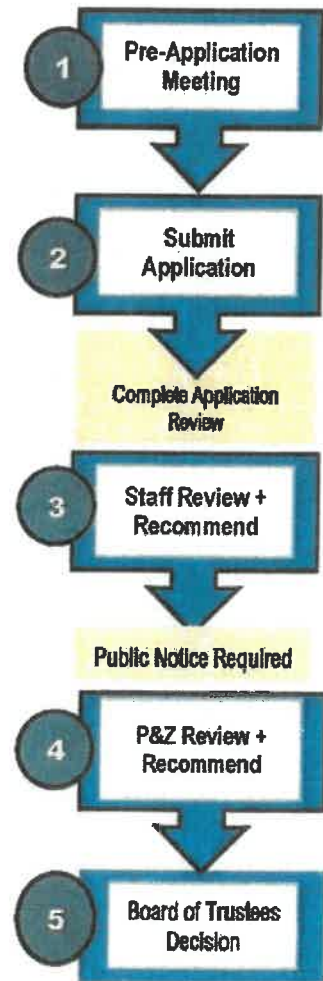 1
Pre-Application
Meeting
2
Submit
Application
Complete Application
Review
3
Staff Review +
Recommend
Public Notice Required
4
P&Z Review +
Recommend
5
Board of Trustees
Decision